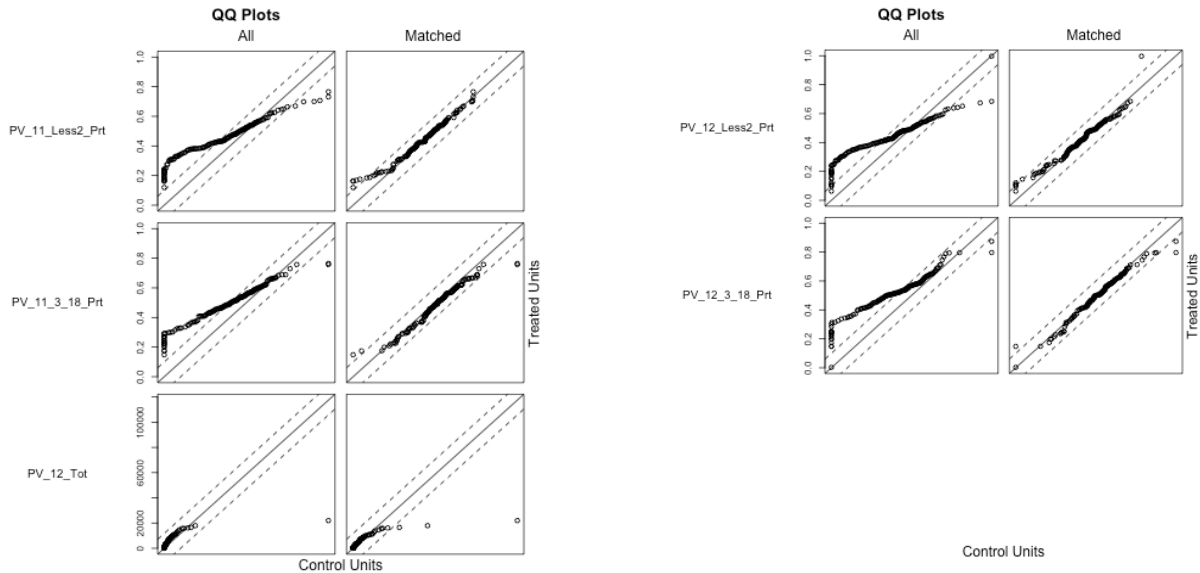 QQ Plots
All Matched
PV_11_Less2_Prt
0.0 0.2 0.4 0.6 0.8 1.0
PV_11_3_18_Prt
0.0 0.2 0.4 0.6 0.8 1.0
Treated Units
PV_12_Tot
0 20000 60000 100000
Control Units
QQ Plots
All Matched
PV_12_Less2_Prt
0.0 0.2 0.4 0.6 0.8 1.0
PV_12_3_18_Prt
0.0 0.2 0.4 0.6 0.8 1.0
Treated Units
Control Units